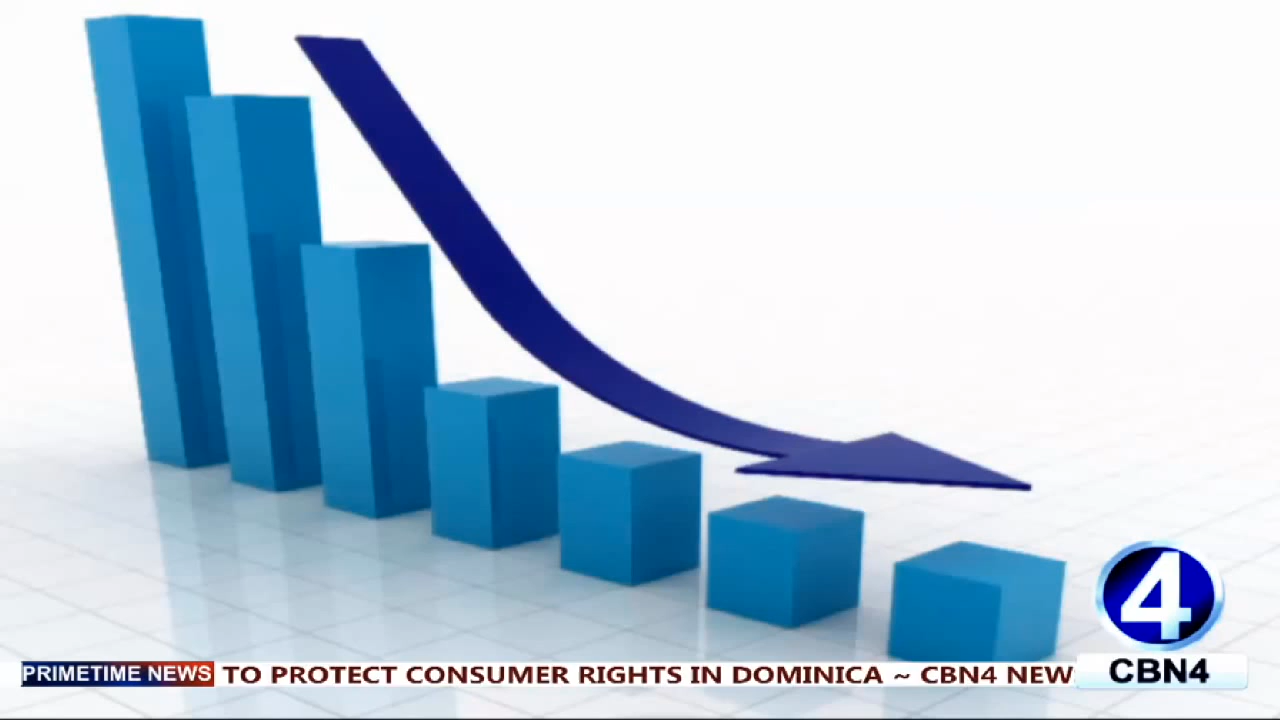 4
PRIMETIME NEWS TO PROTECT CONSUMER RIGHTS IN DOMINICA ~ CBN4 NEW
CBN4